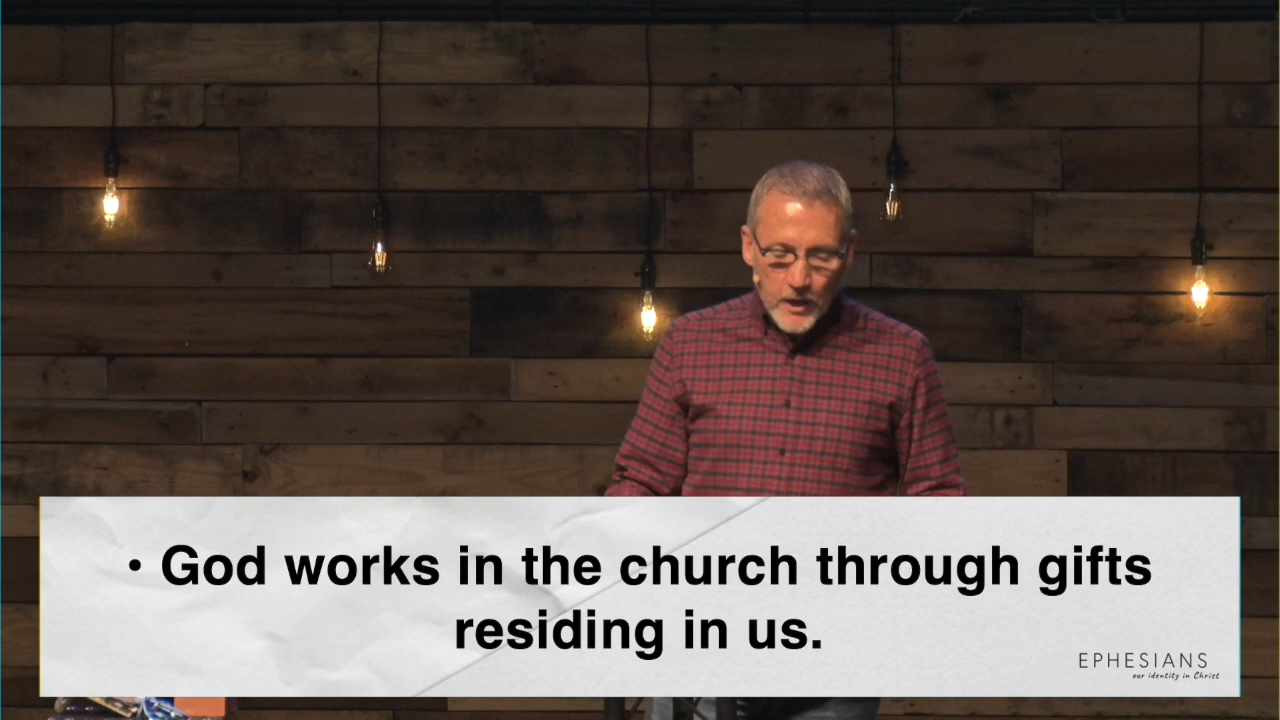 • God works in the church through gifts
residing in us.
EPHESIANS
our identity in Christ